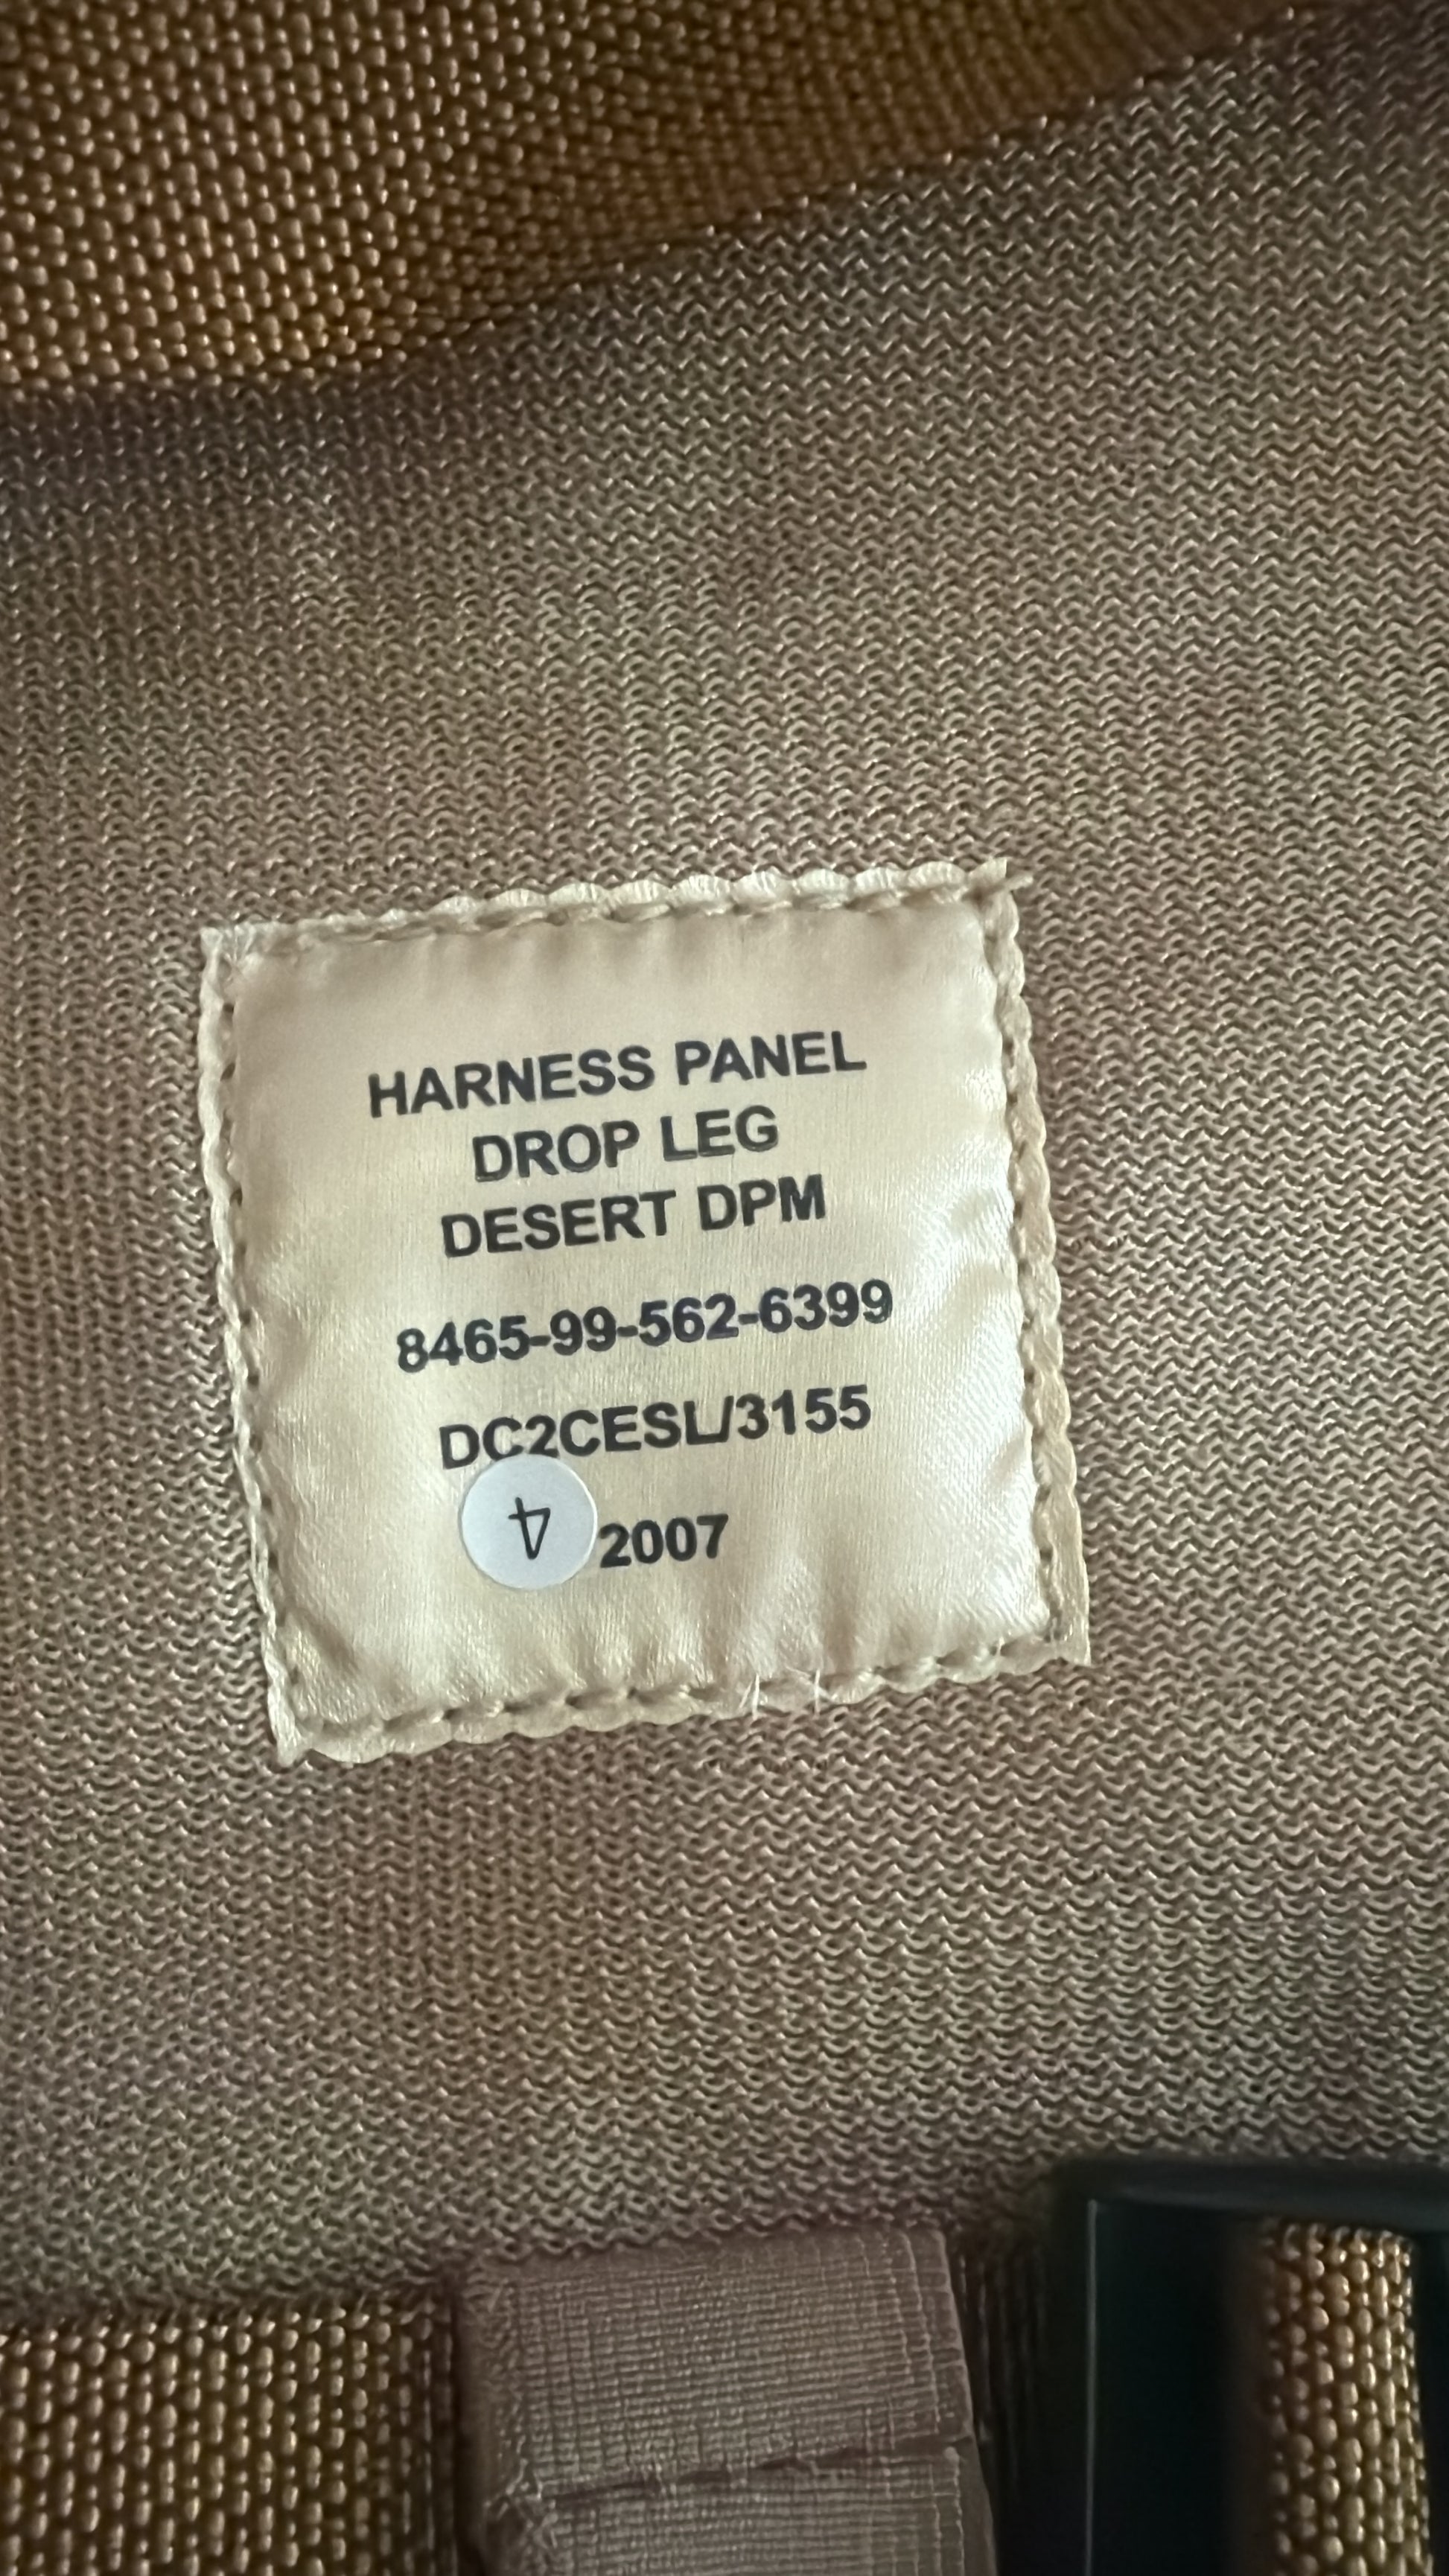 HARNESS PANEL
DROP LEG
DESERT DPM
8465-99-562-6399
DC2CESL/3155
4 2007